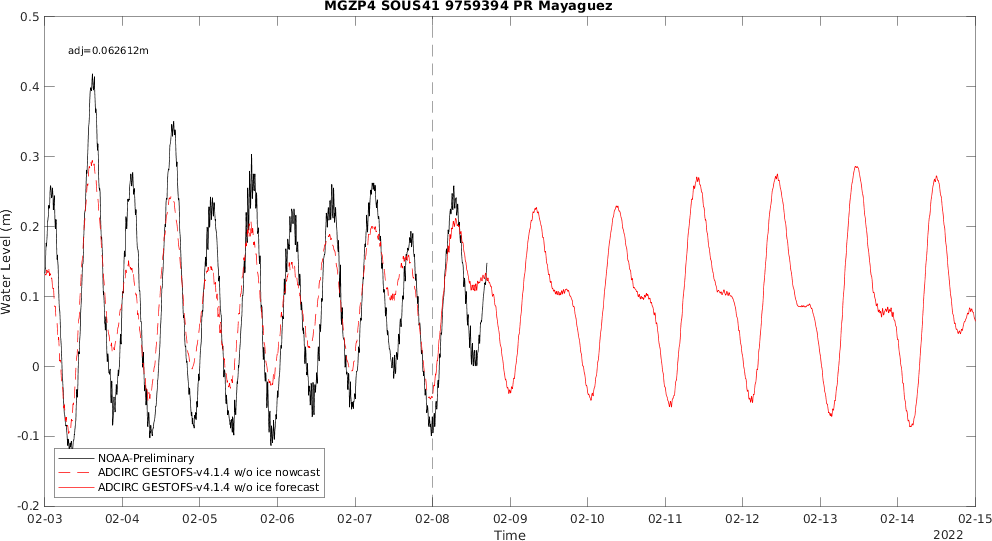 MGZP4 SOUS41 9759394 PR Mayaguez
adj=0.062612m
Water Level (m)
0.5
0.4
0.3
0.2
0.1
0
-0.1
-0.2
NOAA-Preliminary
ADCIRC GESTOFS-v4.1.4 w/o ice nowcast
ADCIRC GESTOFS-v4.1.4 w/o ice forecast
02-03 02-04 02-05 02-06 02-07 02-08 02-09 02-10 02-11 02-12 02-13 02-14 02-15
Time
2022